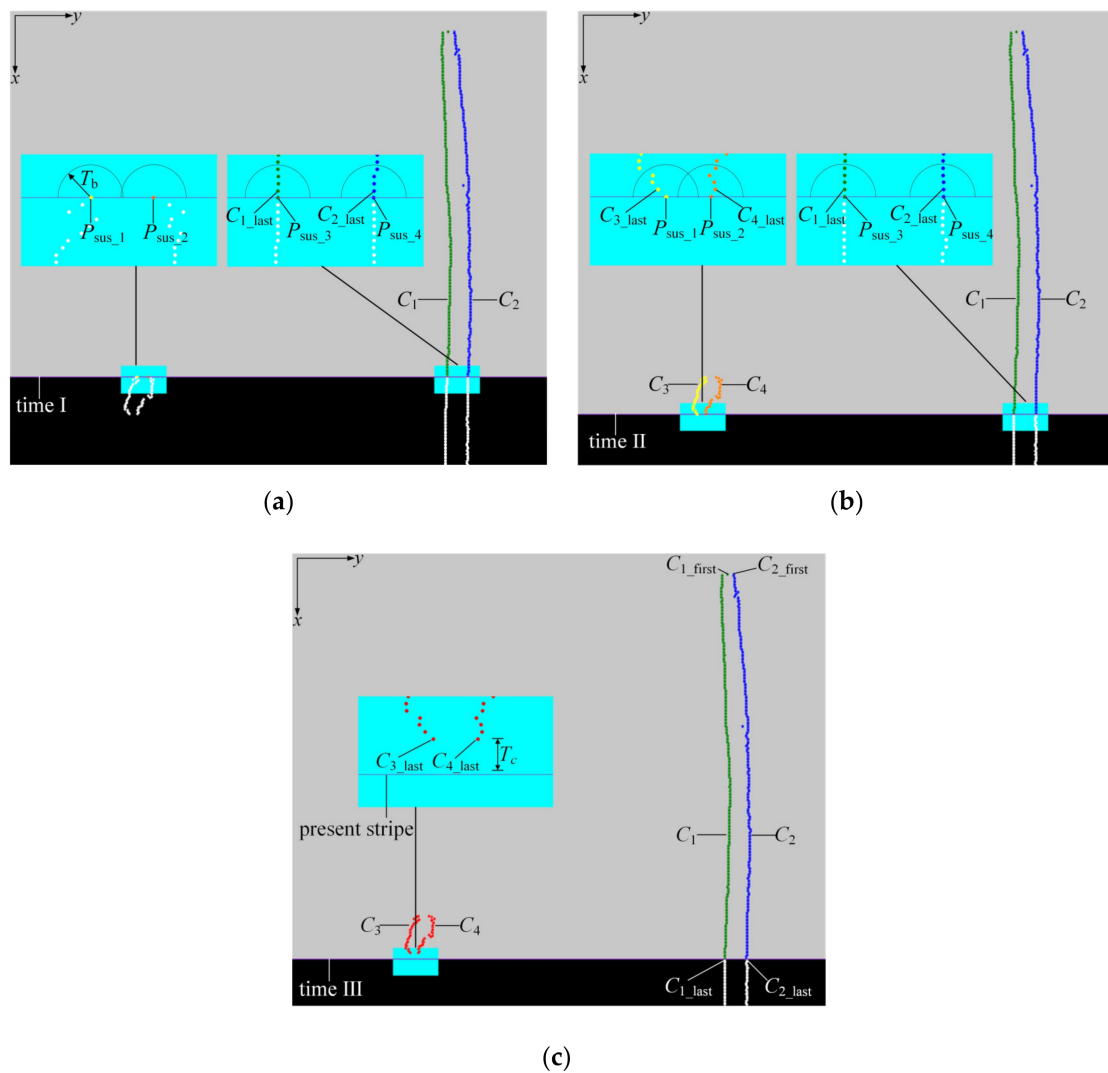 y
x
T_b
P_sus_1
P_sus_2
C_1_last
C_2_last
P_sus_3
P_sus_4
C_1
C_2
time I
(a)
y
x
C_3_last
C_4_last
P_sus_1
P_sus_2
C_1_last
C_2_last
P_sus_3
P_sus_4
C_1
C_2
C_3
C_4
time II
(b)
y
x
C_1_first
C_2_first
C_3_last
C_4_last
T_c
present stripe
C_1
C_2
C_3
C_4
time III
C_1_last
C_2_last
(c)